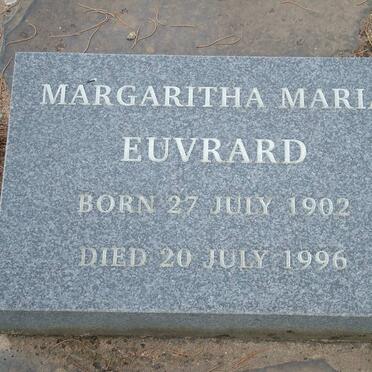 MARGARITHA MARIA
EUVRARD
BORN 27 JULY 1902
DIED 20 JULY 1996